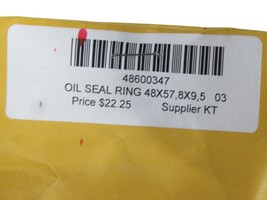 48600347
OIL SEAL RING 48X57,8X9,5 03
Price $22.25 Supplier KT